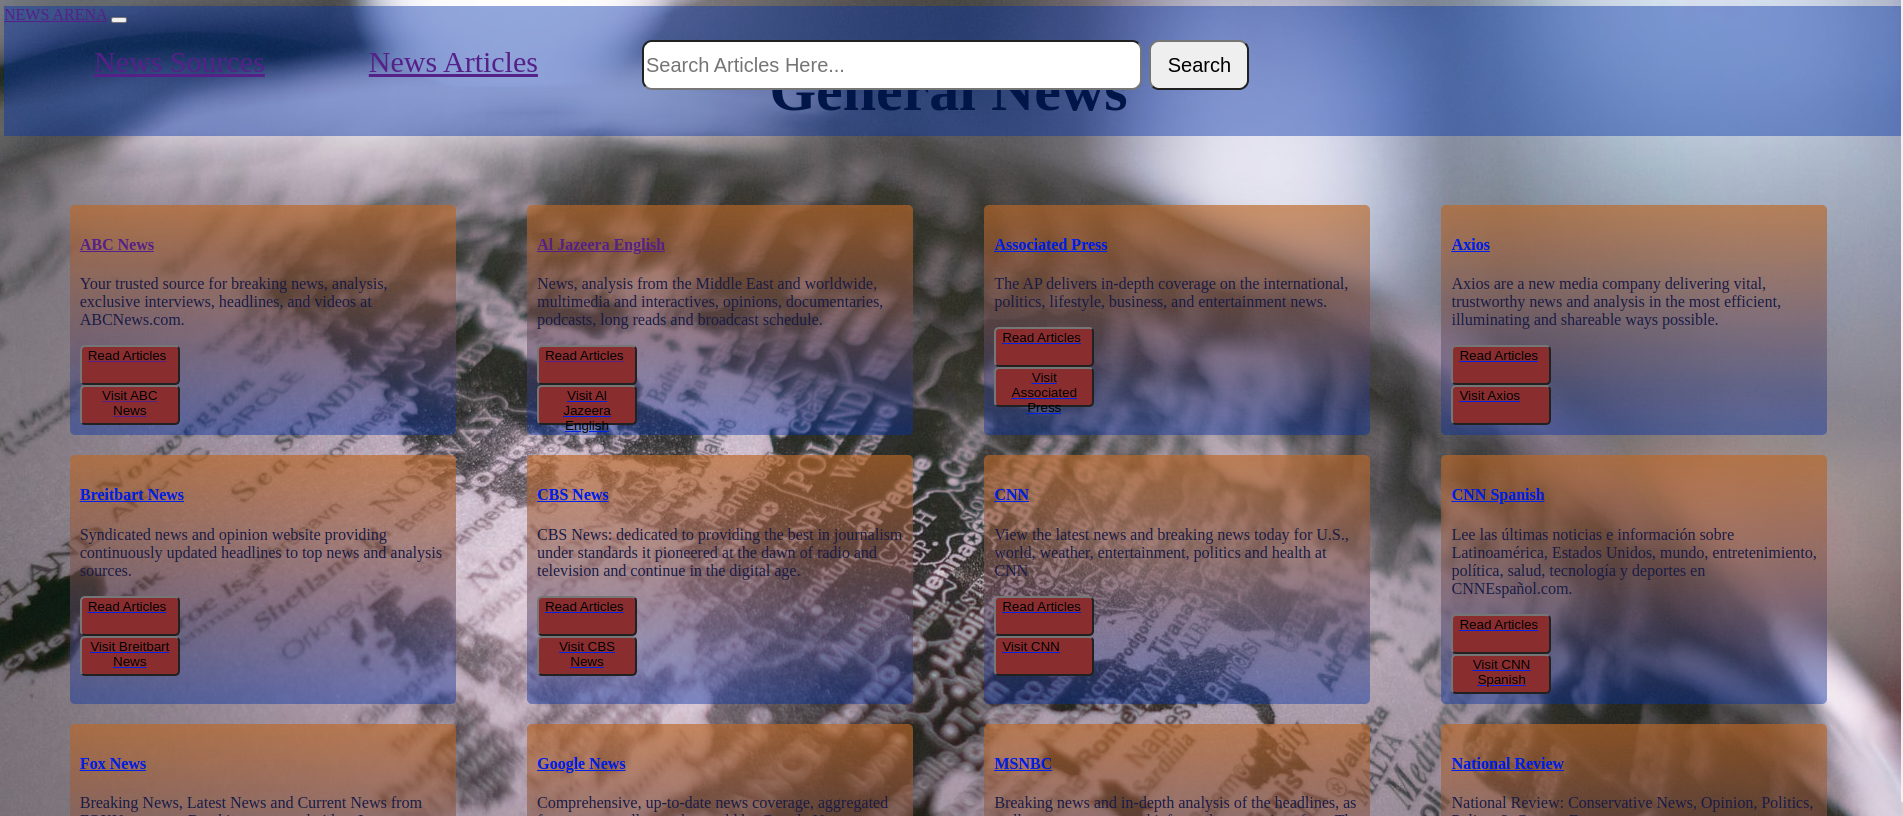 NEWS ARENA
News Sources
News Articles
Search Articles Here...
Search
General News
ABC News
Your trusted source for breaking news, analysis,
exclusive interviews, headlines, and videos at
ABCNews.com.
Read Articles
Visit ABC
News
Al Jazeera English
News, analysis from the Middle East and worldwide,
multimedia and interactives, opinions, documentaries,
podcasts, long reads and broadcast schedule.
Read Articles
Visit Al
Jazeera
English
Associated Press
The AP delivers in-depth coverage on the international,
politics, lifestyle, business, and entertainment news.
Read Articles
Visit
Associated
Press
Axios
Axios are a new media company delivering vital,
trustworthy news and analysis in the most efficient,
illuminating and shareable ways possible.
Read Articles
Visit Axios
Breitbart News
Syndicated news and opinion website providing
continuously updated headlines to top news and analysis
sources.
Read Articles
Visit Breitbart
News
CBS News
CBS News: dedicated to providing the best in journalism
under standards it pioneered at the dawn of radio and
television and continue in the digital age.
Read Articles
Visit CBS
News
CNN
View the latest news and breaking news today for U.S.,
world, weather, entertainment, politics and health at
CNN
Read Articles
Visit CNN
CNN Spanish
Lee las últimas noticias e información sobre
Latinoamérica, Estados Unidos, mundo, entretenimiento,
política, salud, tecnología y deportes en
CNNEspañol.com.
Read Articles
Visit CNN
Spanish
Fox News
Breaking News, Latest News and Current News from
Google News
Comprehensive, up-to-date news coverage, aggregated
MSNBC
Breaking news and in-depth analysis of the headlines, as
National Review
National Review: Conservative News, Opinion, Politics,